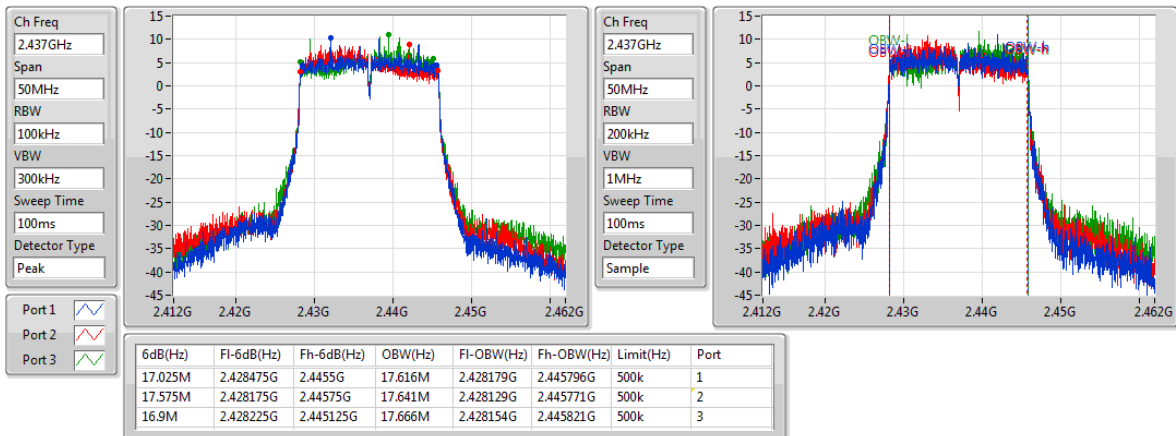 Ch Freq
2.437GHz
Span
50MHz
RBW
100kHz
VBW
300kHz
Sweep Time
100ms
Detector Type
Peak
Port 1
Port 2
Port 3
15
10
5
0
-5
-10
-15
-20
-25
-30
-35
-40
-45
2.412G 2.42G 2.43G 2.44G 2.45G 2.462G
Ch Freq
2.437GHz
Span
50MHz
RBW
200kHz
VBW
1MHz
Sweep Time
100ms
Detector Type
Sample
15
10
5
0
-5
-10
-15
-20
-25
-30
-35
-40
-45
OBW-l
OBW-h
2.412G 2.42G 2.43G 2.44G 2.45G 2.462G
6dB(Hz) Fl-6dB(Hz) Fh-6dB(Hz) OBW(Hz) Fl-OBW(Hz) Fh-OBW(Hz) Limit(Hz) Port
17.025M 2.428475G 2.4455G 17.616M 2.428179G 2.445796G 500k 1
17.575M 2.428175G 2.44575G 17.641M 2.428129G 2.445771G 500k 2
16.9M 2.428225G 2.445125G 17.666M 2.428154G 2.445821G 500k 3